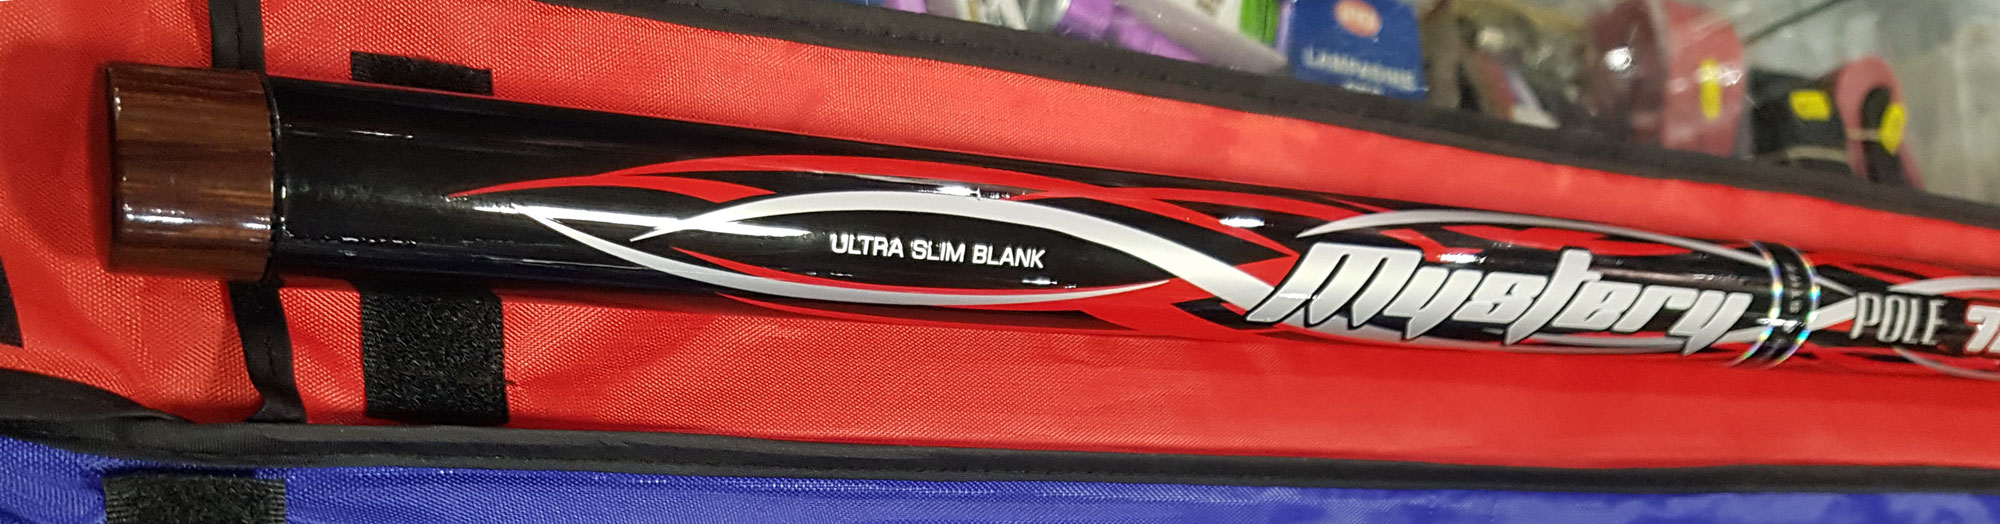 ULTRA SLIM BLANK
Mystery
POLE